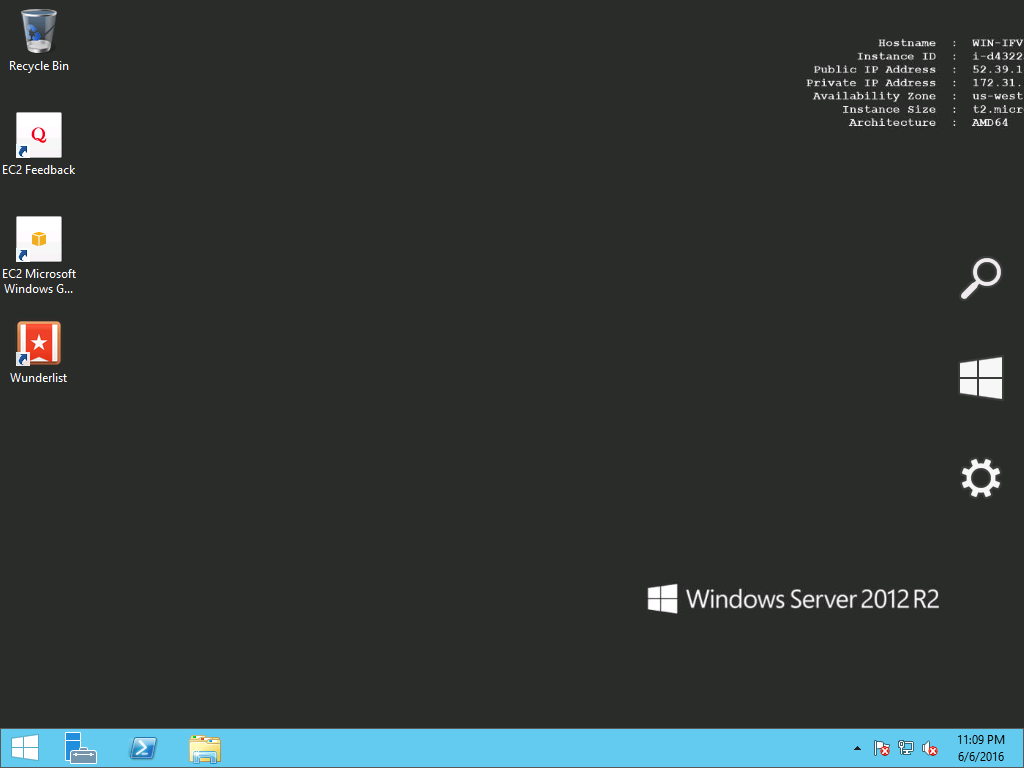 Recycle Bin
EC2 Feedback
EC2 Microsoft
Windows G...
Wunderlist
Hostname : WIN-IFV
Instance ID : i-d4322
Public IP Address : 52.39.1
Private IP Address : 172.31.
Availability Zone : us-west
Instance Size : t2.micr
Architecture : AMD64
Windows Server 2012 R2
11:09 PM
6/6/2016